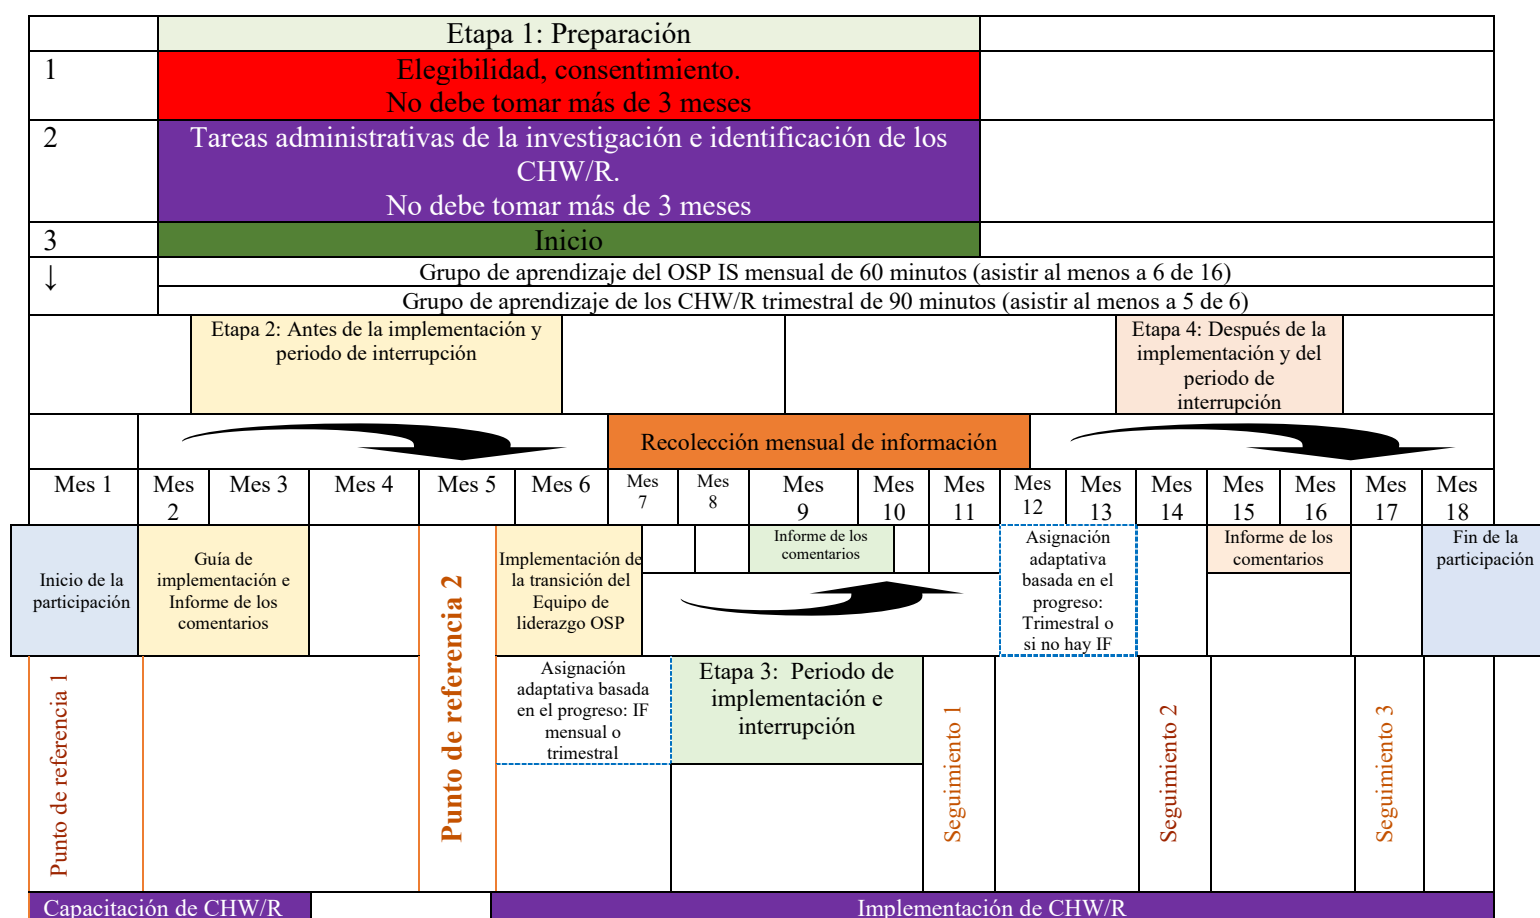 Etapa 1: Preparación
1
Elegibilidad, consentimiento.
No debe tomar más de 3 meses
2
Tareas administrativas de la investigación e identificación de los
CHW/R.
No debe tomar más de 3 meses
3
Inicio
↓
Grupo de aprendizaje del OSP IS mensual de 60 minutos (asistir al menos a 6 de 16)
Grupo de aprendizaje de los CHW/R trimestral de 90 minutos (asistir al menos a 5 de 6)
Etapa 2: Antes de la implementación y
periodo de interrupción
Etapa 4: Después de la
implementación y del
periodo de
interrupción
Recolección mensual de información
Mes 1
Mes
2
Mes 3
Mes 4
Mes 5
Mes 6
Mes
7
Mes
8
Mes
9
Mes
10
Mes
11
Mes
12
Mes
13
Mes
14
Mes
15
Mes
16
Mes
17
Mes
18
Inicio de la
participación
Guía de
implementación e
Informe de los
comentarios
Punto de referencia 2
Implementación de
la transición del
Equipo de
liderazgo OSP
Informe de los
comentarios
Asignación
adaptativa
basada en el
progreso:
Trimestral o
si no hay IF
Informe de los
comentarios
Fin de la
participación
Punto de referencia 1
Asignación
adaptativa basada
en el progreso: IF
mensual o
trimestral
Etapa 3: Periodo de
implementación e
interrupción
Seguimiento 1
Seguimiento 2
Seguimiento 3
Capacitación de CHW/R
Implementación de CHW/R